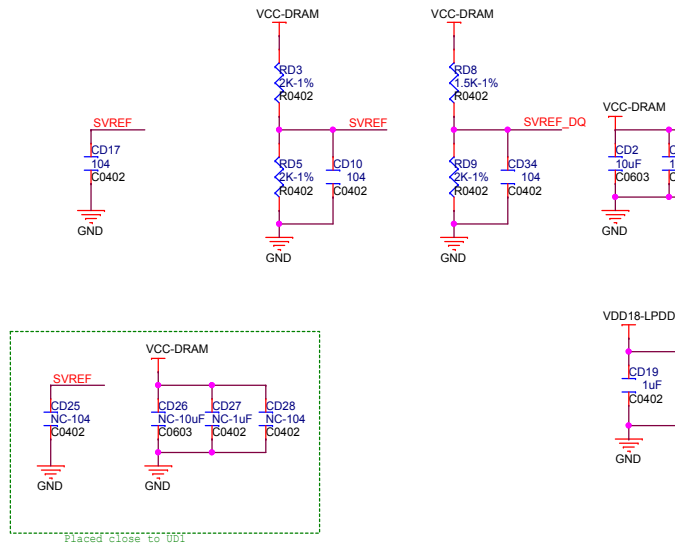 VCC-DRAM
VCC-DRAM
RD3
2K-1%
R0402
RD8
1.5K-1%
R0402
VCC-DRAM
SVREF
SVREF
SVREF_DQ
CD17
104
C0402
RD5
2K-1%
R0402
CD10
104
C0402
RD9
2K-1%
R0402
CD34
104
C0402
CD2
10uF
C0603
C
1
C
GND
GND
GND
GND
VDD18-LPDD
VCC-DRAM
SVREF
CD19
1uF
C0402
CD25
NC-104
C0402
CD26
NC-10uF
C0603
CD27
NC-1uF
C0402
CD28
NC-104
C0402
GND
GND
GND
Placed close to UD1